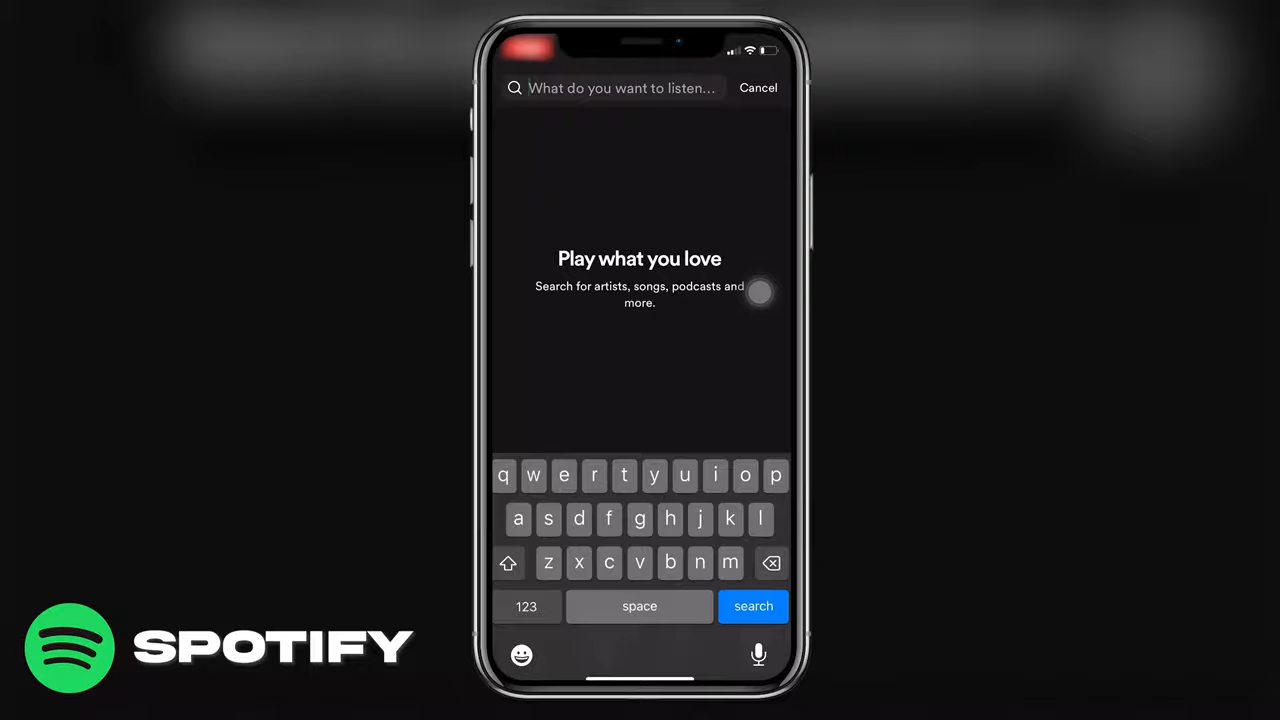 What do you want to listen...
Cancel
Play what you love
Search for artists, songs, podcasts and
more.
q w e r t y u i o p
a s d f g h j k l
z x c v b n m
123 space search
SPOTIFY